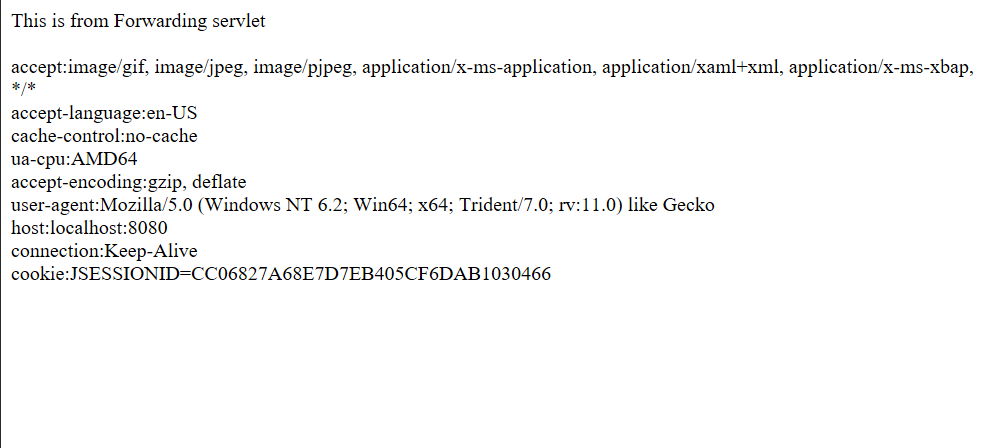 This is from Forwarding servlet
accept:image/gif, image/jpeg, image/pjpeg, application/x-ms-application, application/xaml+xml, application/x-ms-xbap,
*/*
accept-language:en-US
cache-control:no-cache
ua-cpu:AMD64
accept-encoding:gzip, deflate
user-agent:Mozilla/5.0 (Windows NT 6.2; Win64; x64; Trident/7.0; rv:11.0) like Gecko
host:localhost:8080
connection:Keep-Alive
cookie:JSESSIONID=CC06827A68E7D7EB405CF6DAB1030466